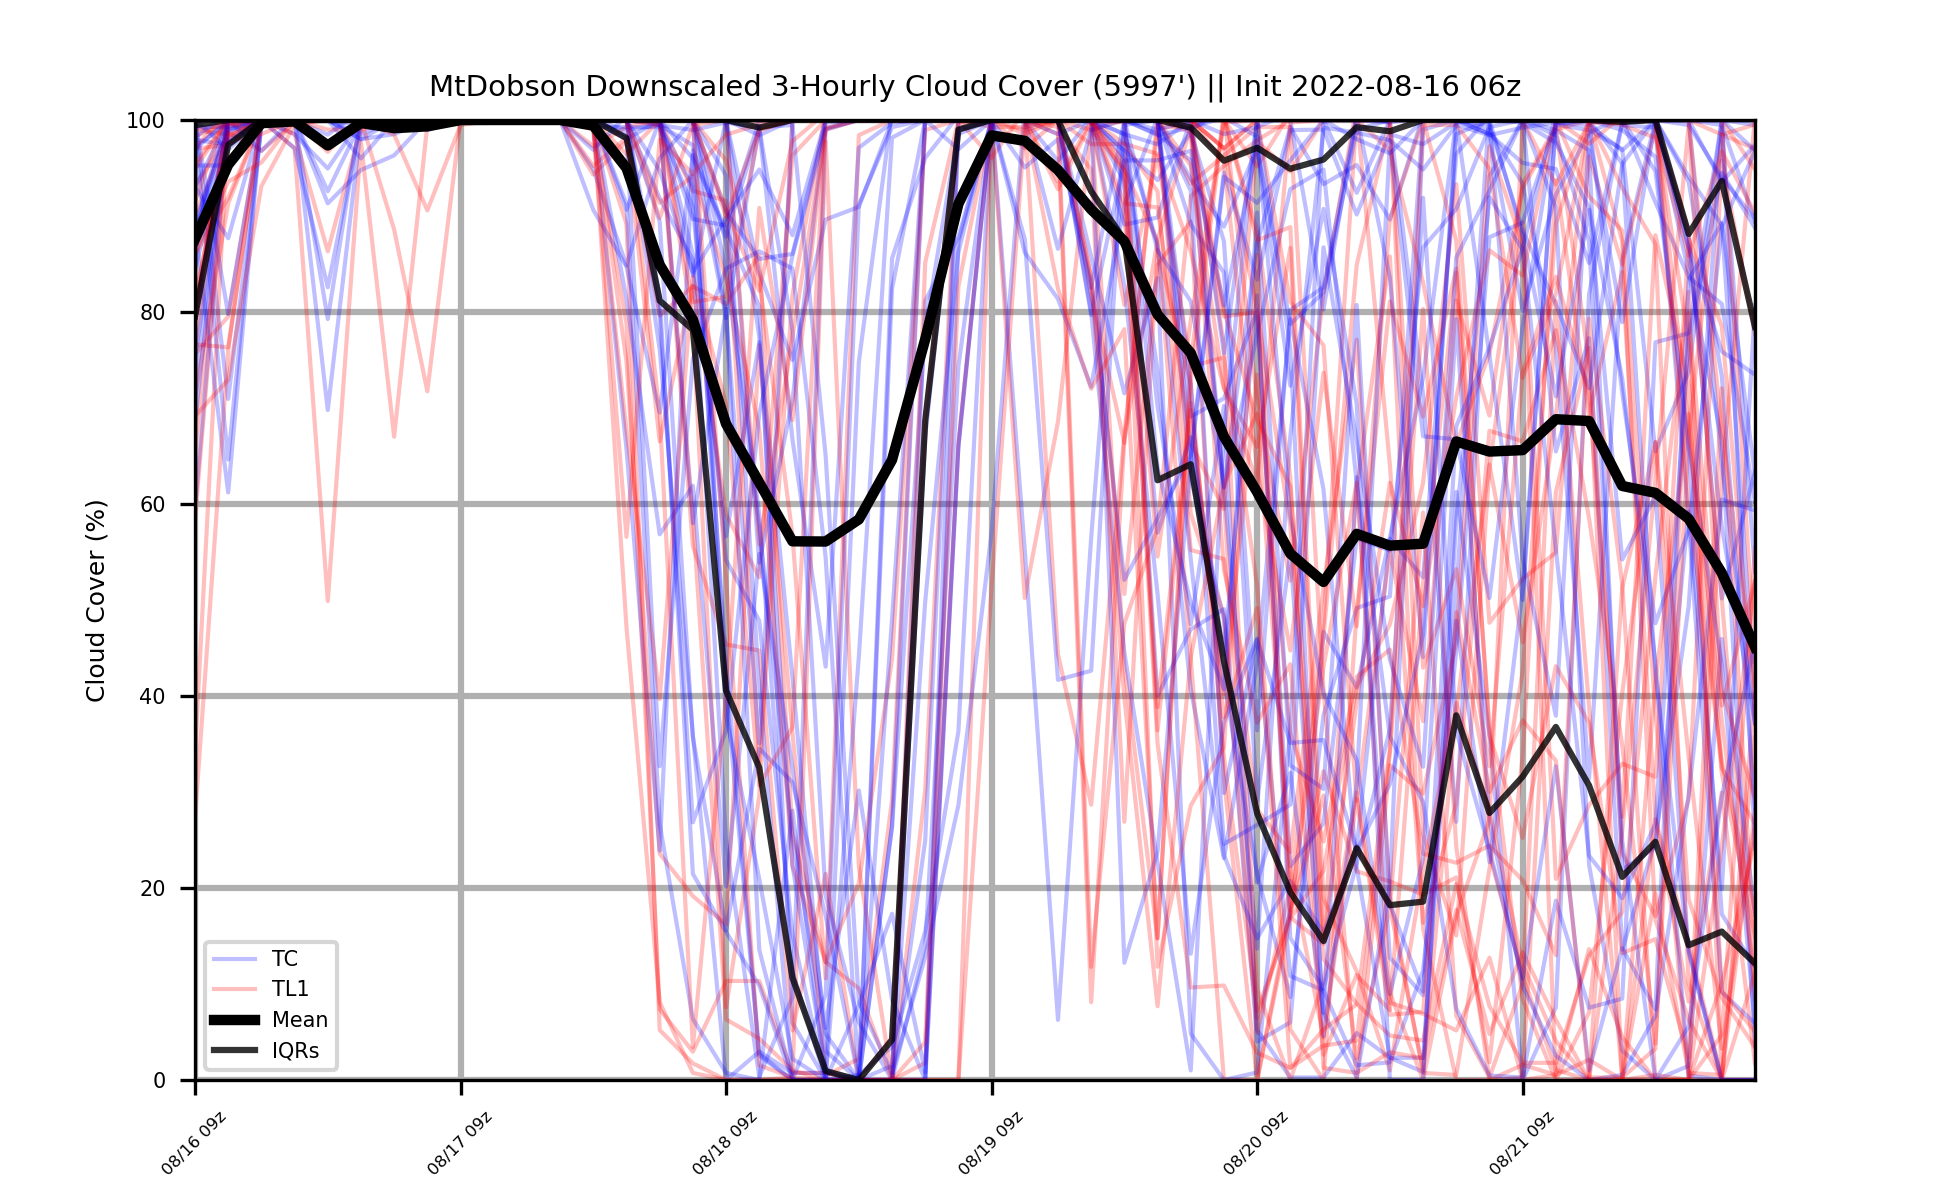 MtDobson Downscaled 3-Hourly Cloud Cover (5997') || Init 2022-08-16 06z
Cloud Cover (%)
100
80
60
40
20
0
TC
TL1
Mean
IQRs
08/16 09z
08/17 09z
08/18 09z
08/19 09z
08/20 09z
08/21 09z